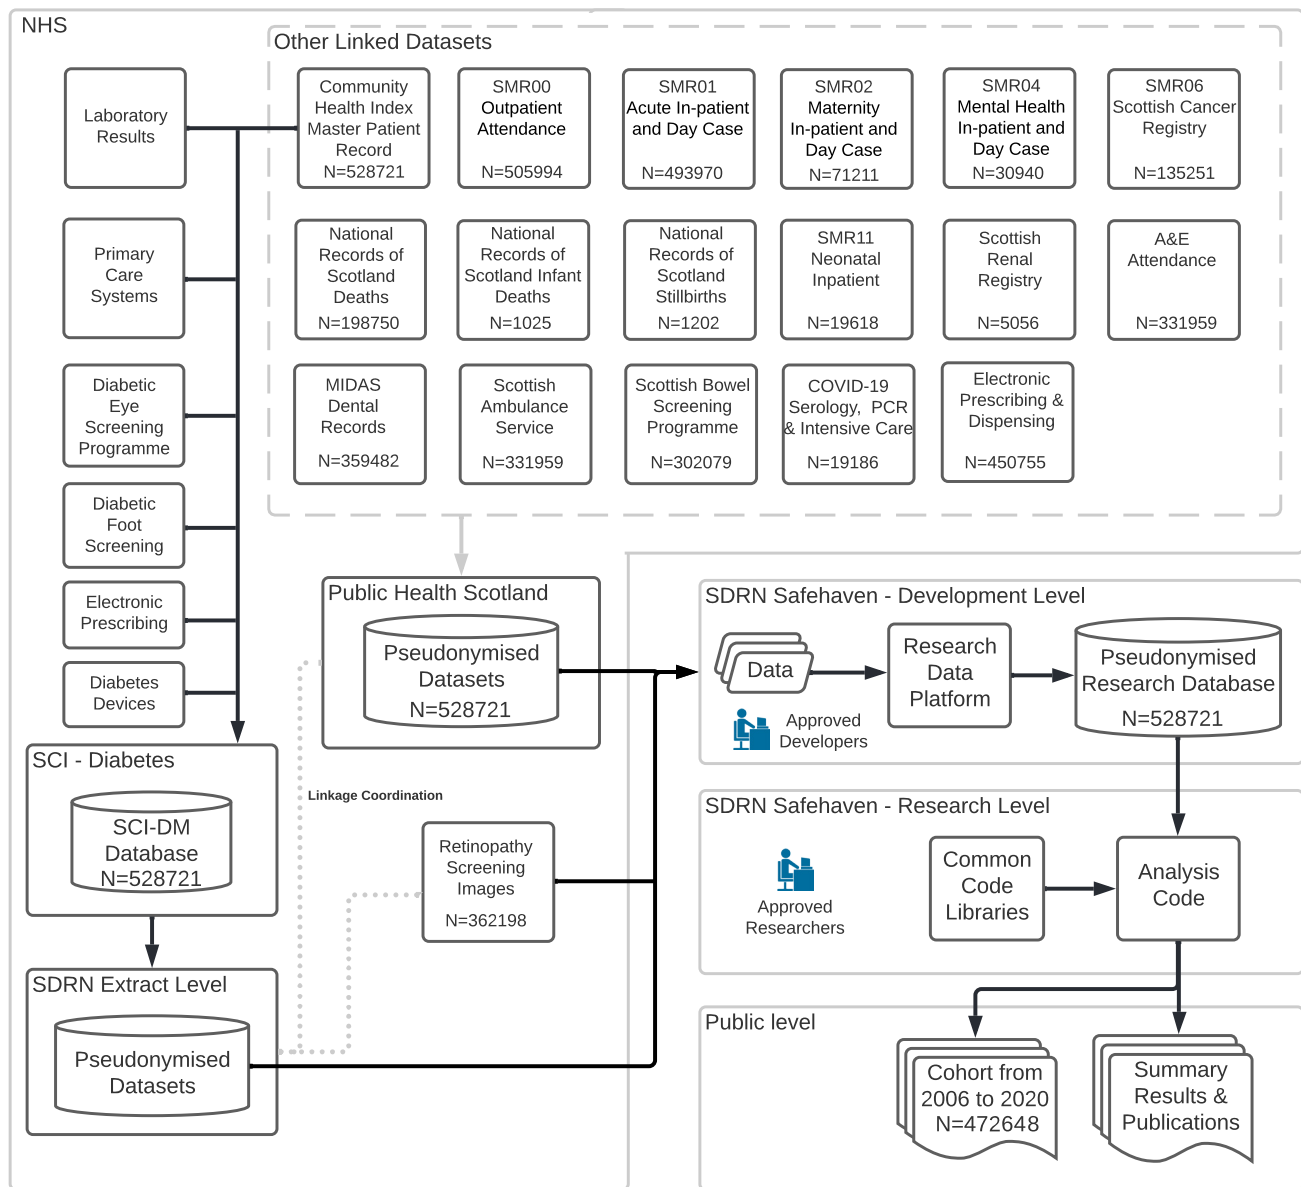 NHS
Other Linked Datasets
Laboratory
Results
Community
Health Index
Master Patient
Record
N=528721
SMR00
Outpatient
Attendance
N=505994
SMR01
Acute In-patient
and Day Case
N=493970
SMR02
Maternity
In-patient and
Day Case
N=71211
SMR04
Mental Health
In-patient and
Day Case
N=30940
SMR06
Scottish Cancer
Registry
N=135251
Primary
Care
Systems
National
Records of
Scotland
Deaths
N=198750
National
Records of
Scotland Infant
Deaths
N=1025
National
Records of
Scotland
Stillbirths
N=1202
SMR11
Neonatal
Inpatient
N=19618
Scottish
Renal
Registry
N=5056
A&E
Attendance
N=331959
Diabetic
Eye
Screening
Programme
MIDAS
Dental
Records
N=359482
Scottish
Ambulance
Service
N=331959
Scottish Bowel
Screening
Programme
N=302079
COVID-19
Serology, PCR
& Intensive Care
N=19186
Electronic
Prescribing &
Dispensing
N=450755
Diabetic
Foot
Screening
Electronic
Prescribing
Diabetes
Devices
Public Health Scotland
Pseudonymised
Datasets
N=528721
SDRN Safehaven - Development Level
Data
Research
Data
Platform
Pseudonymised
Research Database
N=528721
Approved
Developers
SCI - Diabetes
SCI-DM
Database
N=528721
Linkage Coordination
Retinopathy
Screening
Images
N=362198
SDRN Safehaven - Research Level
Approved
Researchers
Common
Code
Libraries
Analysis
Code
SDRN Extract Level
Pseudonymised
Datasets
Public level
Cohort from
2006 to 2020
N=472648
Summary
Results &
Publications